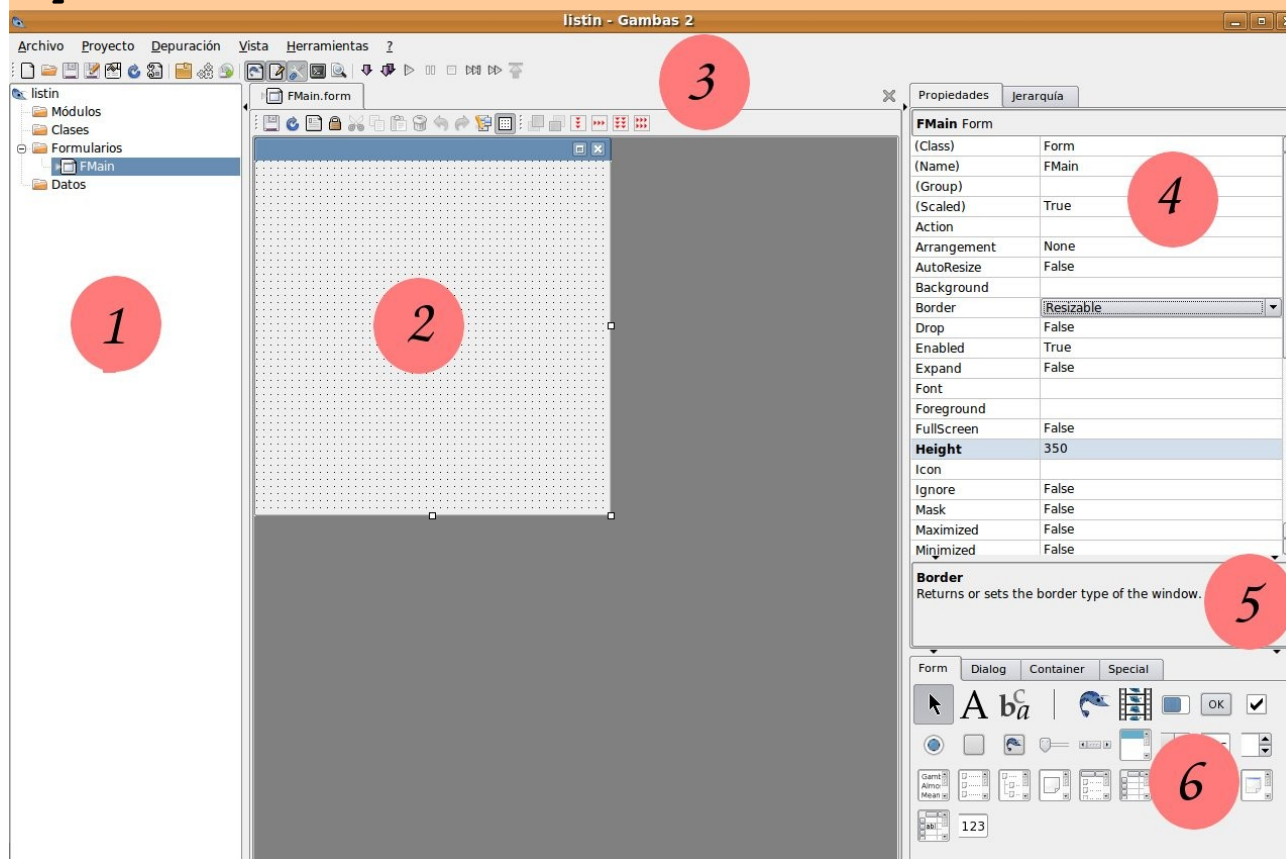 listin - Gambas 2
Archivo Proyecto Depuración Vista Herramientas ?
listin
Módulos
Clases
Formularios
FMain
Datos
1
FMain.form
2
3
Propiedades Jerarquía
FMain Form
(Class) Form
(Name) FMain
(Group)
(Scaled) True
Action
Arrangement None
AutoResize False
Background
Border Resizable
Drop False
Enabled True
Expand False
Font
Foreground
FullScreen False
Height 350
Icon
Ignore False
Mask False
Maximized False
Minimized False
4
Border
Returns or sets the border type of the window.
5
Form Dialog Container Special
A b c a OK
Gamb
Almo
Mean
6
ab
123